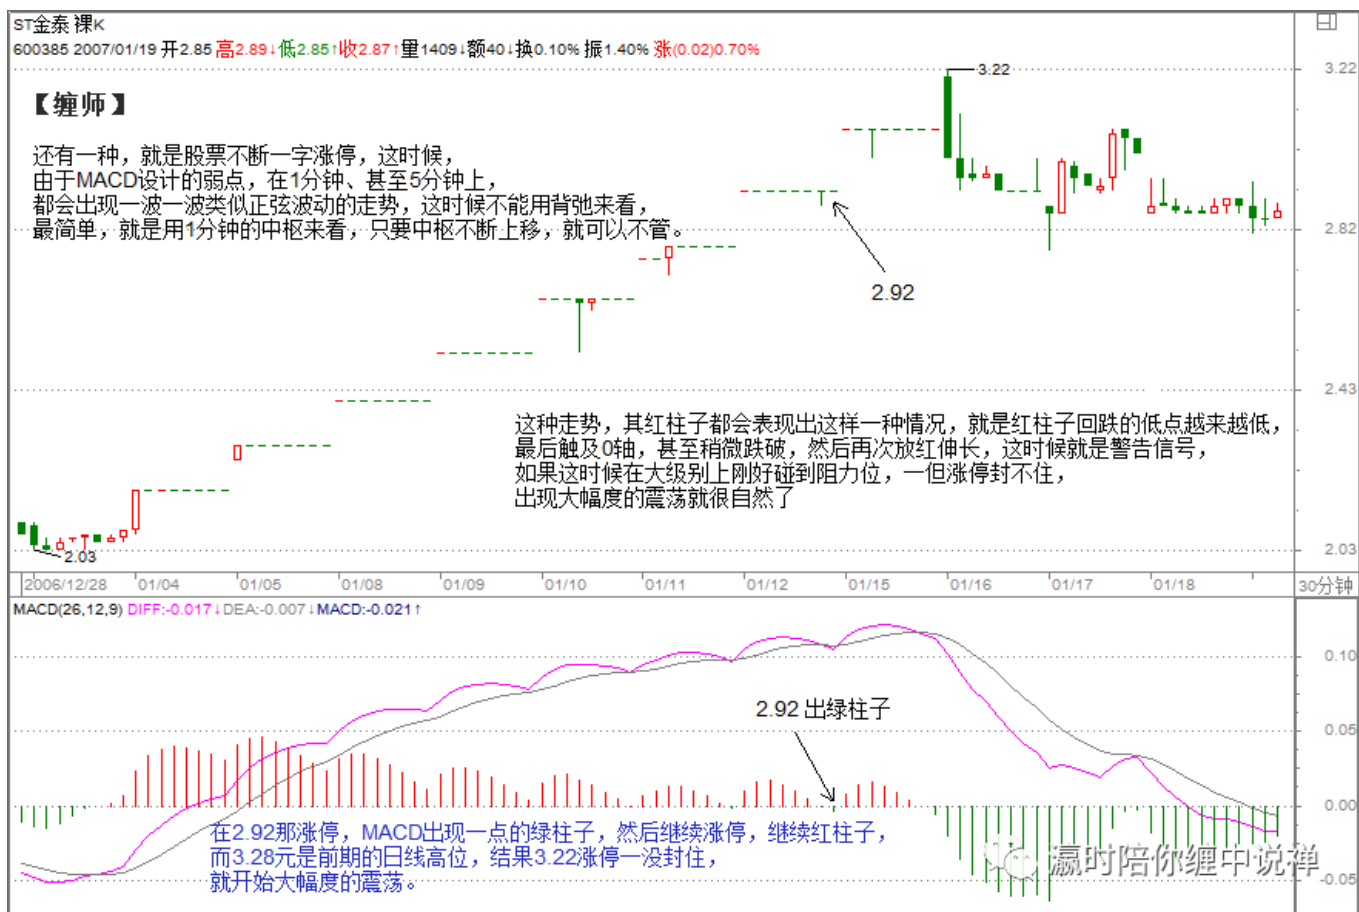 ST金泰 裸K
600385 2007/01/19 开2.85 高2.89↓低2.85↑收2.87↑量1409↓额40↓换0.10% 振1.40% 涨(0.02)0.70%
【缠师】
还有一种，就是股票不断一字涨停，这时候，
由于MACD设计的弱点，在1分钟、甚至5分钟上，
都会出现一波一波类似正弦波动的走势，这时候不能用背弛来看，
最简单，就是用1分钟的中枢来看，只要中枢不断上移，就可以不管。
3.22
3.22
2.82
2.92
2.43
这种走势，其红柱子都会表现出这样一种情况，就是红柱子回跌的低点越来越低，
最后触及0轴，甚至稍微跌破，然后再次放红伸长，这时候就是警告信号，
如果这时候在大级别上刚好碰到阻力位，一但涨停封不住，
出现大幅度的震荡就很自然了
2.03
2.03
2006/12/28 01/04 01/05 01/08 01/09 01/10 01/11 01/12 01/15 01/16 01/17 01/18 30分钟
MACD(26,12,9) DIFF:-0.017↓DEA:-0.007↓MACD:-0.021↑
0.10
2.92 出绿柱子
0.05
0.00
在2.92那涨停，MACD出现一点的绿柱子，然后继续涨停，继续红柱子，
而3.28元是前期的日线高位，结果3.22涨停一没封住，
就开始大幅度的震荡。
瀛时陪你缠中说禅
-0.05